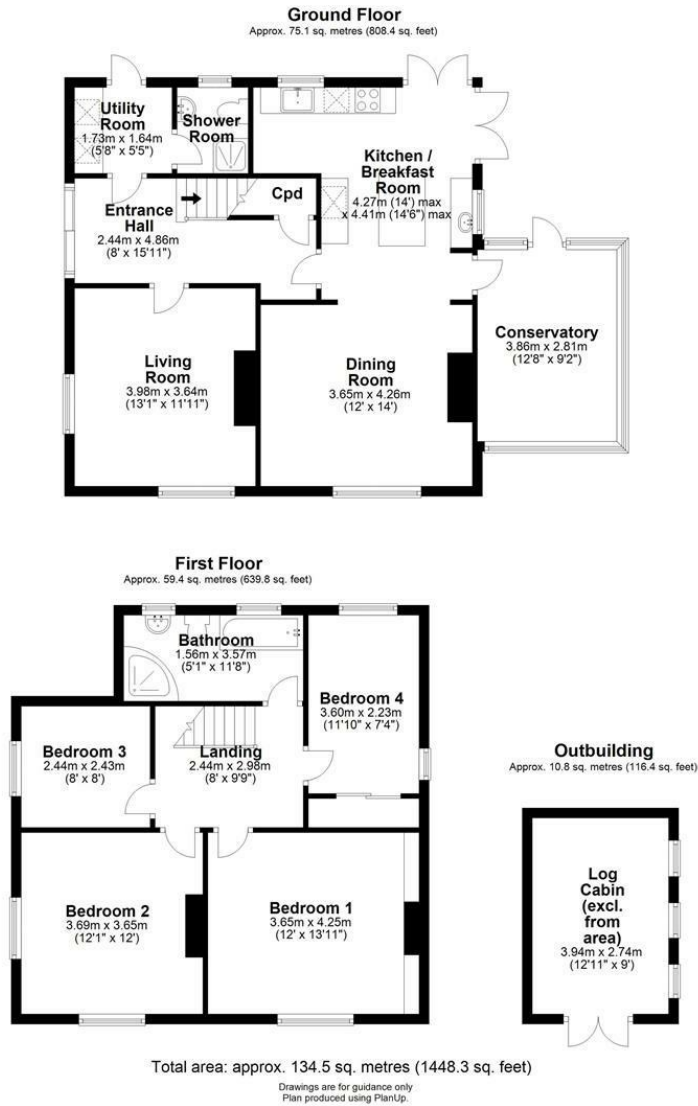 Ground Floor
Approx. 75.1 sq. metres (808.4 sq. feet)
Utility
Room
1.73m x 1.64m
(5'8" x 5'5")
Shower
Room
Kitchen /
Breakfast
Room
4.27m (14') max
x 4.41m (14'6") max
Cpd
Entrance
Hall
2.44m x 4.86m
(8' x 15'11")
Living
Room
3.98m x 3.64m
(13'1" x 11'11")
Dining
Room
3.65m x 4.26m
(12' x 14')
Conservatory
3.86m x 2.81m
(12'8" x 9'2")
First Floor
Approx. 59.4 sq. metres (639.8 sq. feet)
Bathroom
1.56m x 3.57m
(5'1" x 11'8")
Bedroom 4
3.60m x 2.23m
(11'10" x 7'4")
Bedroom 3
2.44m x 2.43m
(8' x 8')
Landing
2.44m x 2.98m
(8' x 9'9")
Bedroom 2
3.69m x 3.65m
(12'1" x 12')
Bedroom 1
3.65m x 4.25m
(12' x 13'11")
Outbuilding
Approx. 10.8 sq. metres (116.4 sq. feet)
Log
Cabin
(excl.
from
area)
3.94m x 2.74m
(12'11" x 9')
Total area: approx. 134.5 sq. metres (1448.3 sq. feet)
Drawings are for guidance only
Plan produced using PlanUp.